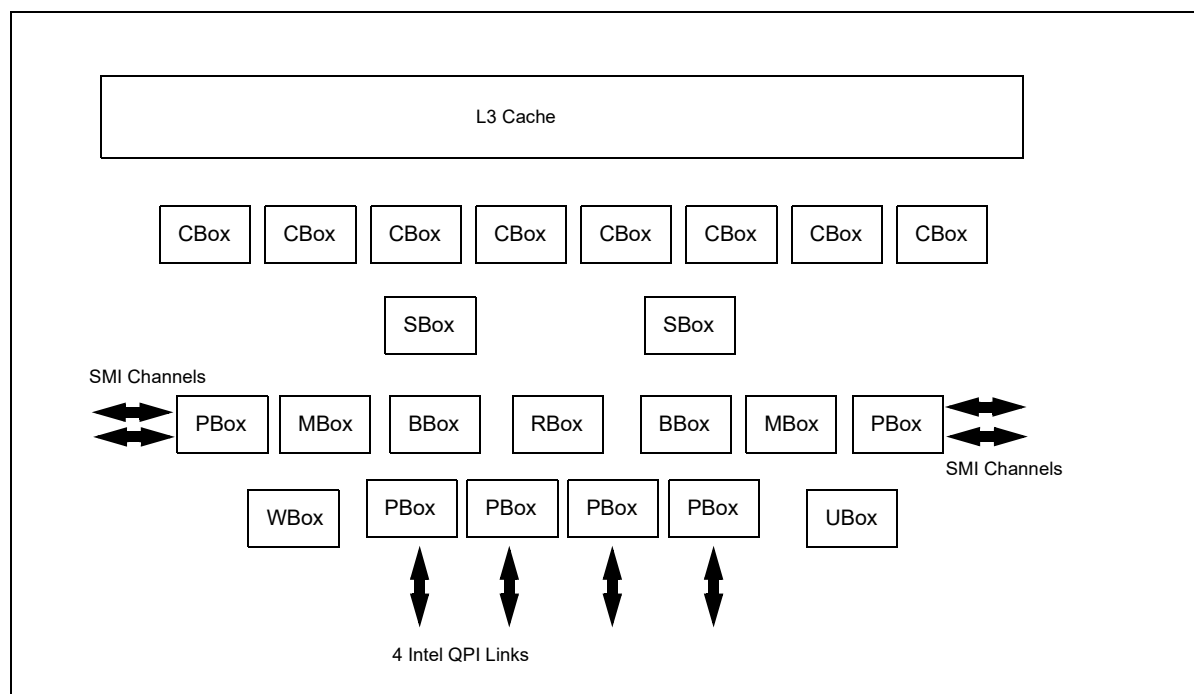 L3 Cache
CBox CBox CBox CBox CBox CBox CBox CBox
SBox SBox
SMI Channels
PBox MBox BBox RBox BBox MBox PBox
SMI Channels
WBox PBox PBox PBox PBox UBox
4 Intel QPI Links